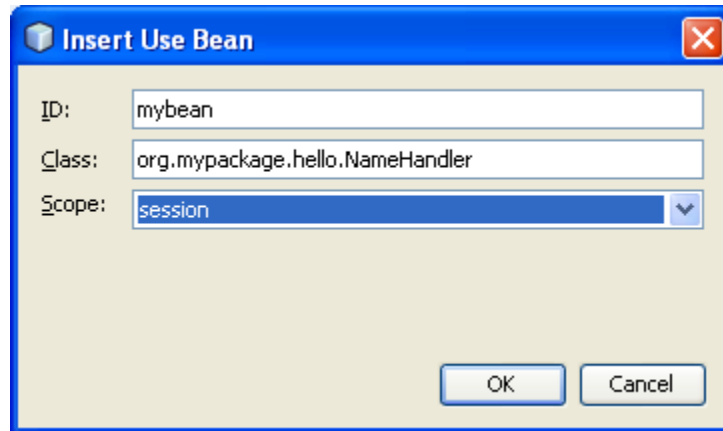 Insert Use Bean
ID: mybean
Class: org.mypackage.hello.NameHandler
Scope: session
OK Cancel